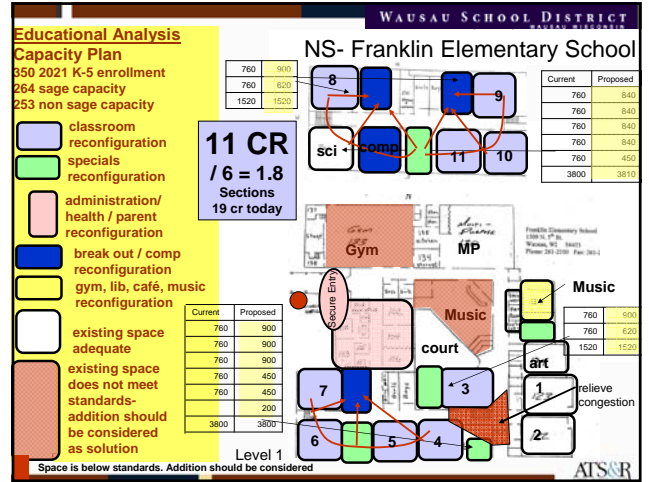 WAUSAU SCHOOL DISTRICT
WAUSAU WISCONSIN
Educational Analysis
Capacity Plan
350 2021 K-5 enrollment
264 sage capacity
253 non sage capacity
NS- Franklin Elementary School
classroom
reconfiguration
specials
reconfiguration
administration/
health / parent
reconfiguration
break out / comp
reconfiguration
gym, lib, café, music
reconfiguration
existing space
adequate
existing space
does not meet
standards-
addition should
be considered
as solution
760 900
760 620
1520 1520
11 CR
/ 6 = 1.8
Sections
19 cr today
8
9
sci
comp
11
10
Current Proposed
760 840
760 840
760 840
760 840
760 450
3800 3810
Gym
MP
Franklin Elementary School
Secure Entry
Music
court
Music
760 900
760 620
1520 1520
art
Current Proposed
760 900
760 900
760 900
760 450
760 450
200
3800 3800
7
3
1
relieve
congestion
6
5
4
2
Level 1
Space is below standards. Addition should be considered
ATS&R